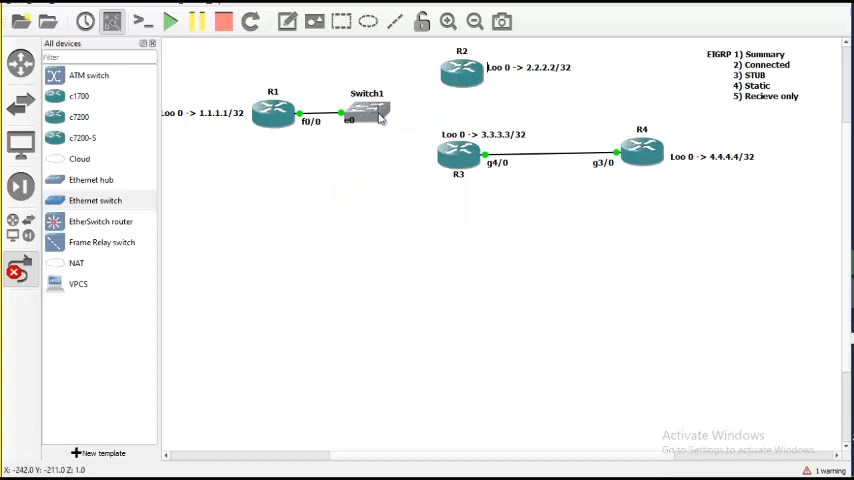 All devices
Filter
ATM switch
c1700
c7200
c7200-S
Cloud
Ethernet hub
Ethernet switch
EtherSwitch router
Frame Relay switch
NAT
VPCS
New template
X: -242.0 Y: -211.0 Z: 1.0
R1
Loo 0 -> 1.1.1.1/32
f0/0
Switch1
e0
R2
Loo 0 -> 2.2.2.2/32
Loo 0 -> 3.3.3.3/32
R3
g4/0
g3/0
R4
Loo 0 -> 4.4.4.4/32
EIGRP 1) Summary
2) Connected
3) STUB
4) Static
5) Recieve only
Activate Windows
Go to Settings to activate Windows.
1 warning